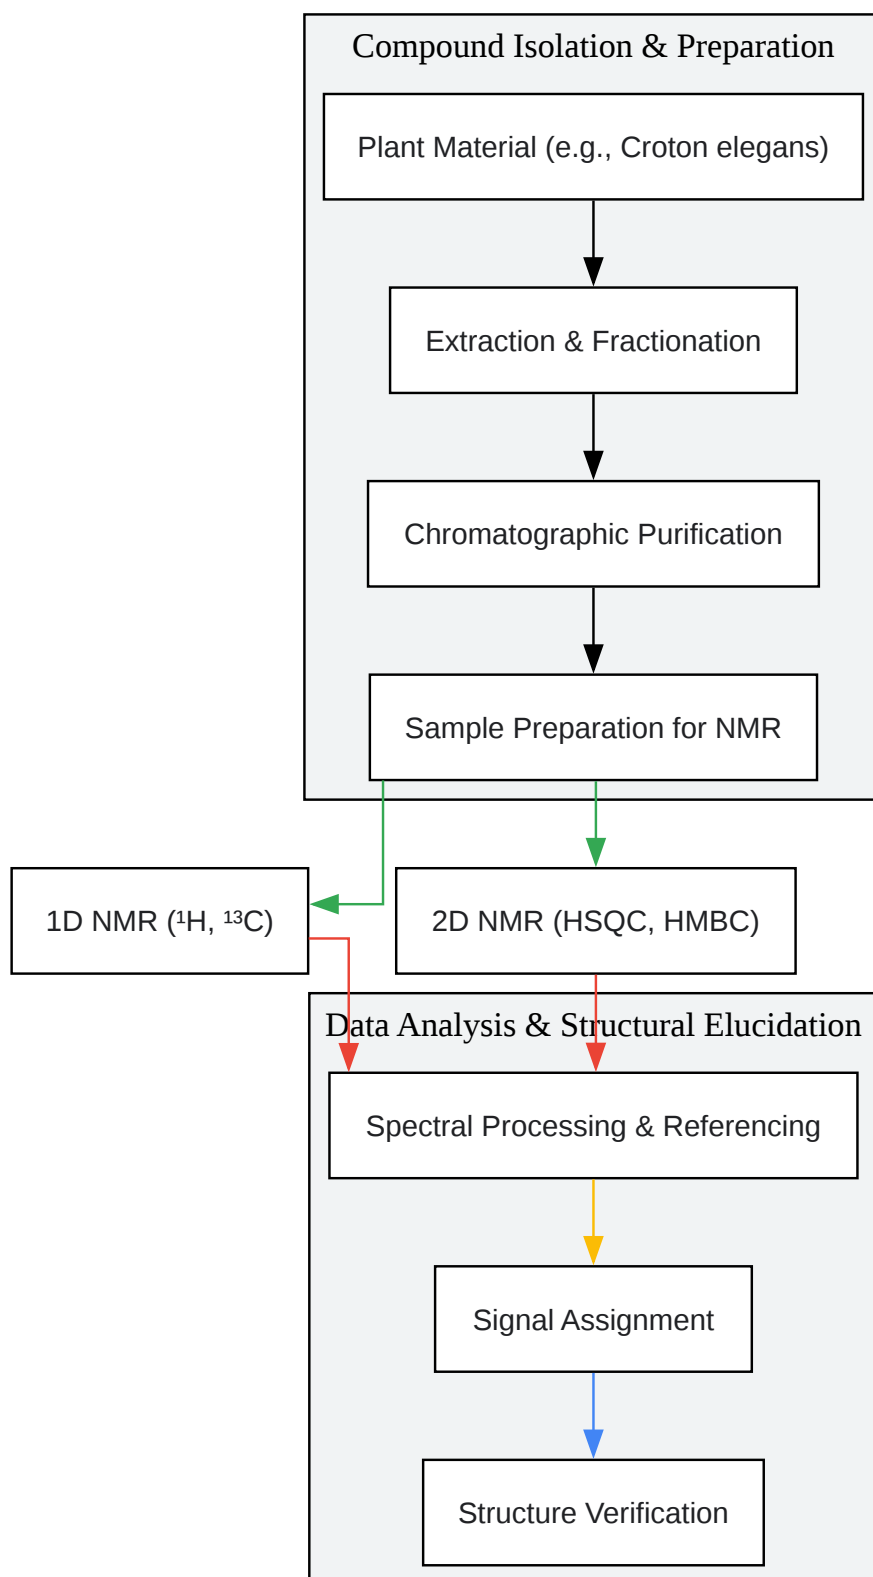 Compound Isolation & Preparation
Plant Material (e.g., Croton elegans)
Extraction & Fractionation
Chromatographic Purification
Sample Preparation for NMR
1D NMR (¹H, ¹³C)
2D NMR (HSQC, HMBC)
Data Analysis & Structural Elucidation
Spectral Processing & Referencing
Signal Assignment
Structure Verification